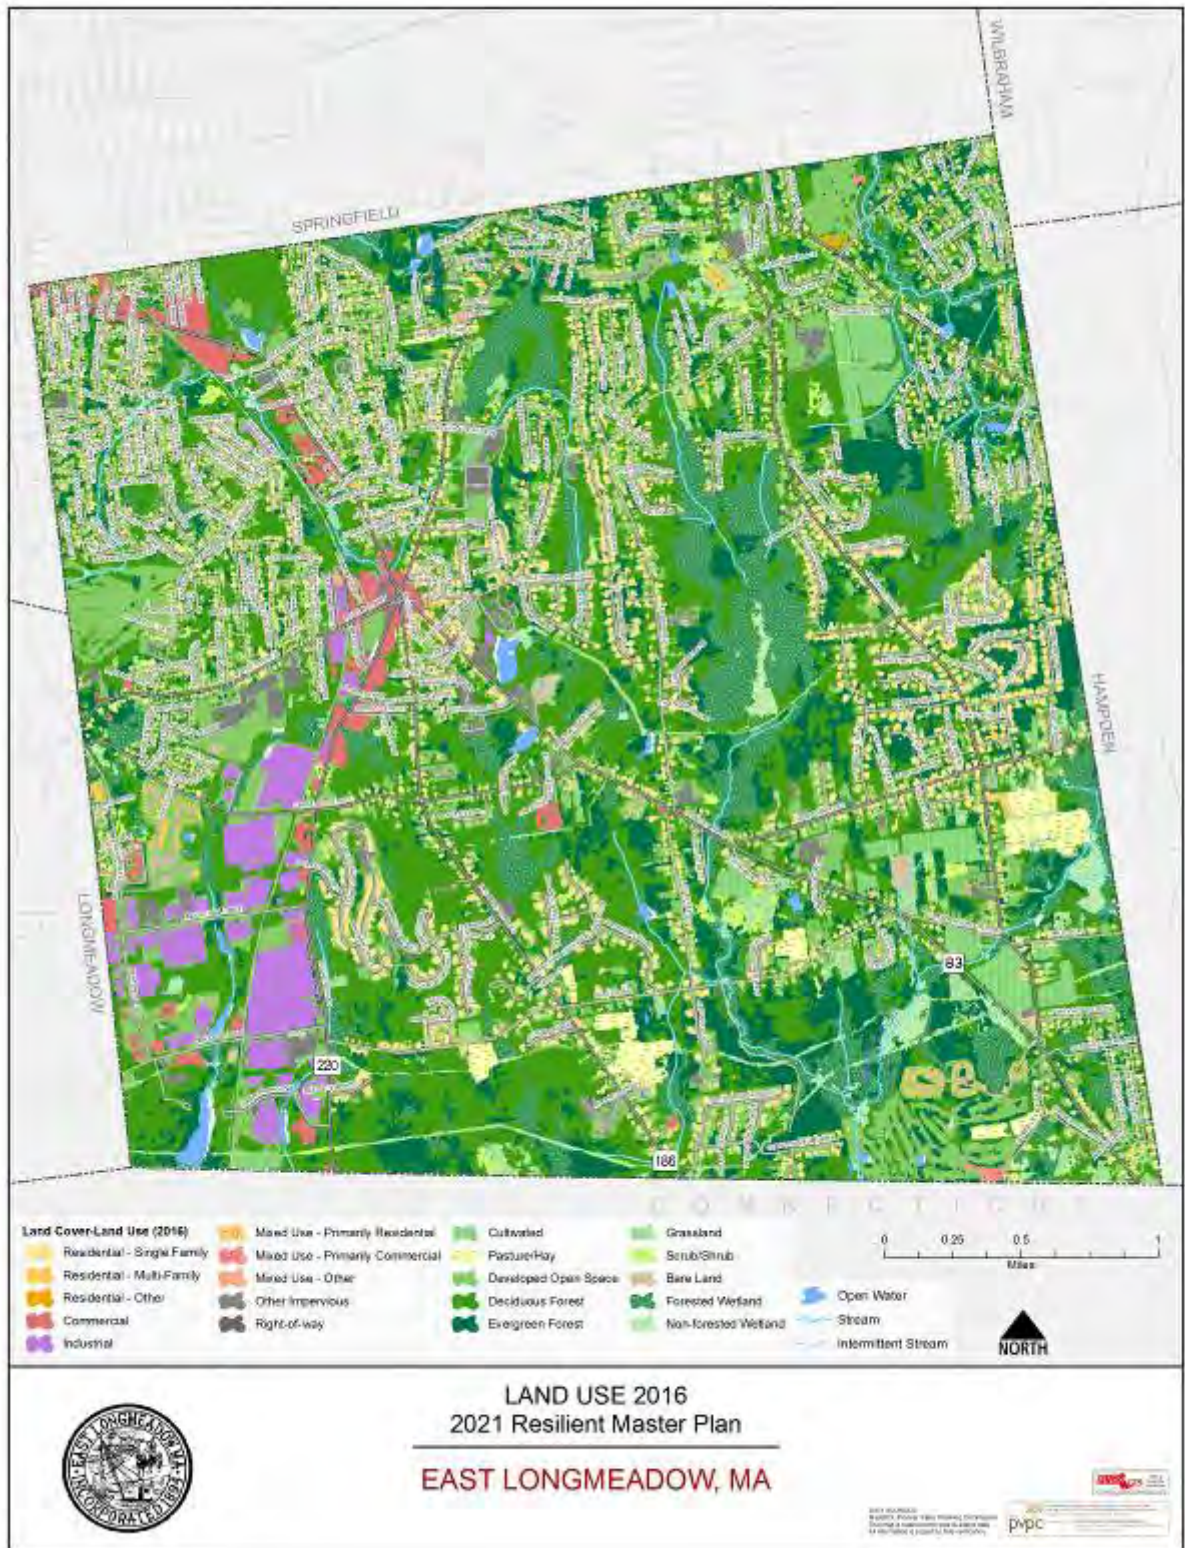 WILBRAHAM
SPRINGFIELD
HAMPDEN
LONGMEADOW
83
220
186
CONNECTICUT
Land Cover-Land Use (2016)
Residential - Single Family
Residential - Multi-Family
Residential - Other
Commercial
Industrial
Mixed Use - Primarily Residential
Mixed Use - Primarily Commercial
Mixed Use - Other
Other Impervious
Right-of-way
Cultivated
Pasture/Hay
Developed Open Space
Deciduous Forest
Evergreen Forest
Grassland
Scrub/Shrub
Bare Land
Forested Wetland
Non-forested Wetland
Open Water
Stream
Intermittent Stream
0 0.25 0.5 1
Miles
NORTH
LAND USE 2016
2021 Resilient Master Plan
EAST LONGMEADOW, MA
EAST LONGMEADOW, MA.
INCORPORATED 1894
pvpc